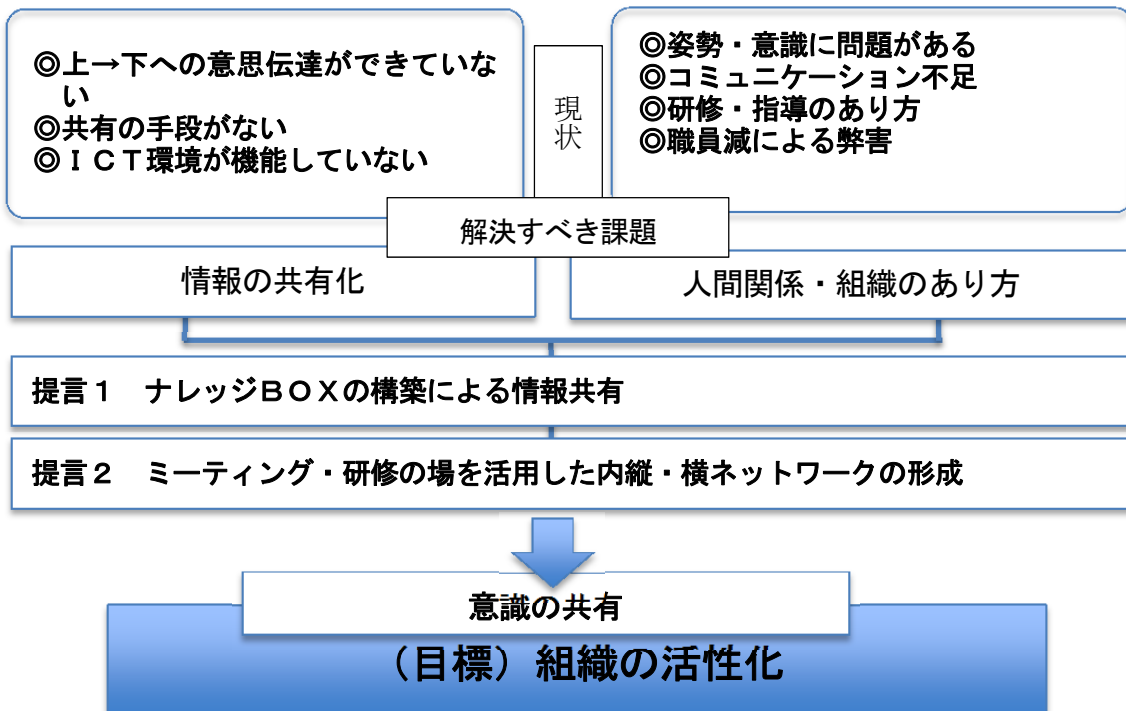 ◎上→下への意思伝達ができていな
い
◎共有の手段がない
◎ＩＣＴ環境が機能していない
現状
◎姿勢・意識に問題がある
◎コミュニケーション不足
◎研修・指導のあり方
◎職員減による弊害
解決すべき課題
情報の共有化
人間関係・組織のあり方
提言１　ナレッジＢＯＸの構築による情報共有
提言２　ミーティング・研修の場を活用した内縦・横ネットワークの形成
意識の共有
（目標）組織の活性化